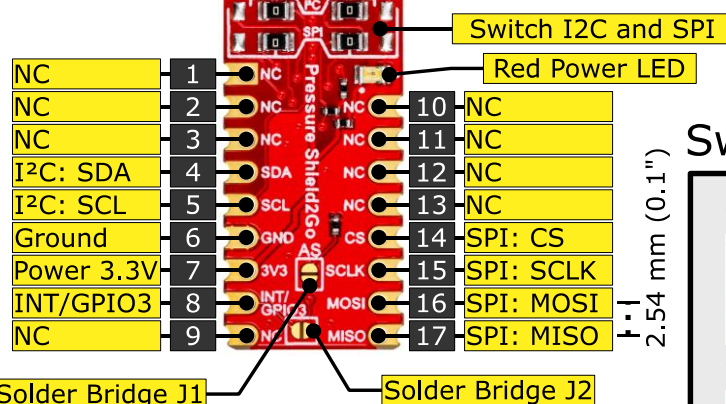 I²C
SPI
Switch I2C and SPI
Red Power LED
NC 1 NC
NC 2 NC NC 10 NC
NC 3 NC NC 11 NC
I²C: SDA 4 SDA NC 12 NC
I²C: SCL 5 SCL NC 13 NC
Ground 6 GND CS 14 SPI: CS
Power 3.3V 7 3V3 SCLK 15 SPI: SCLK
INT/GPIO3 8 INT/ GPIO3 MOSI 16 SPI: MOSI
NC 9 NC MISO 17 SPI: MISO
Pressure Shield2Go
AS
Solder Bridge J1
Solder Bridge J2
2.54 mm (0.1")